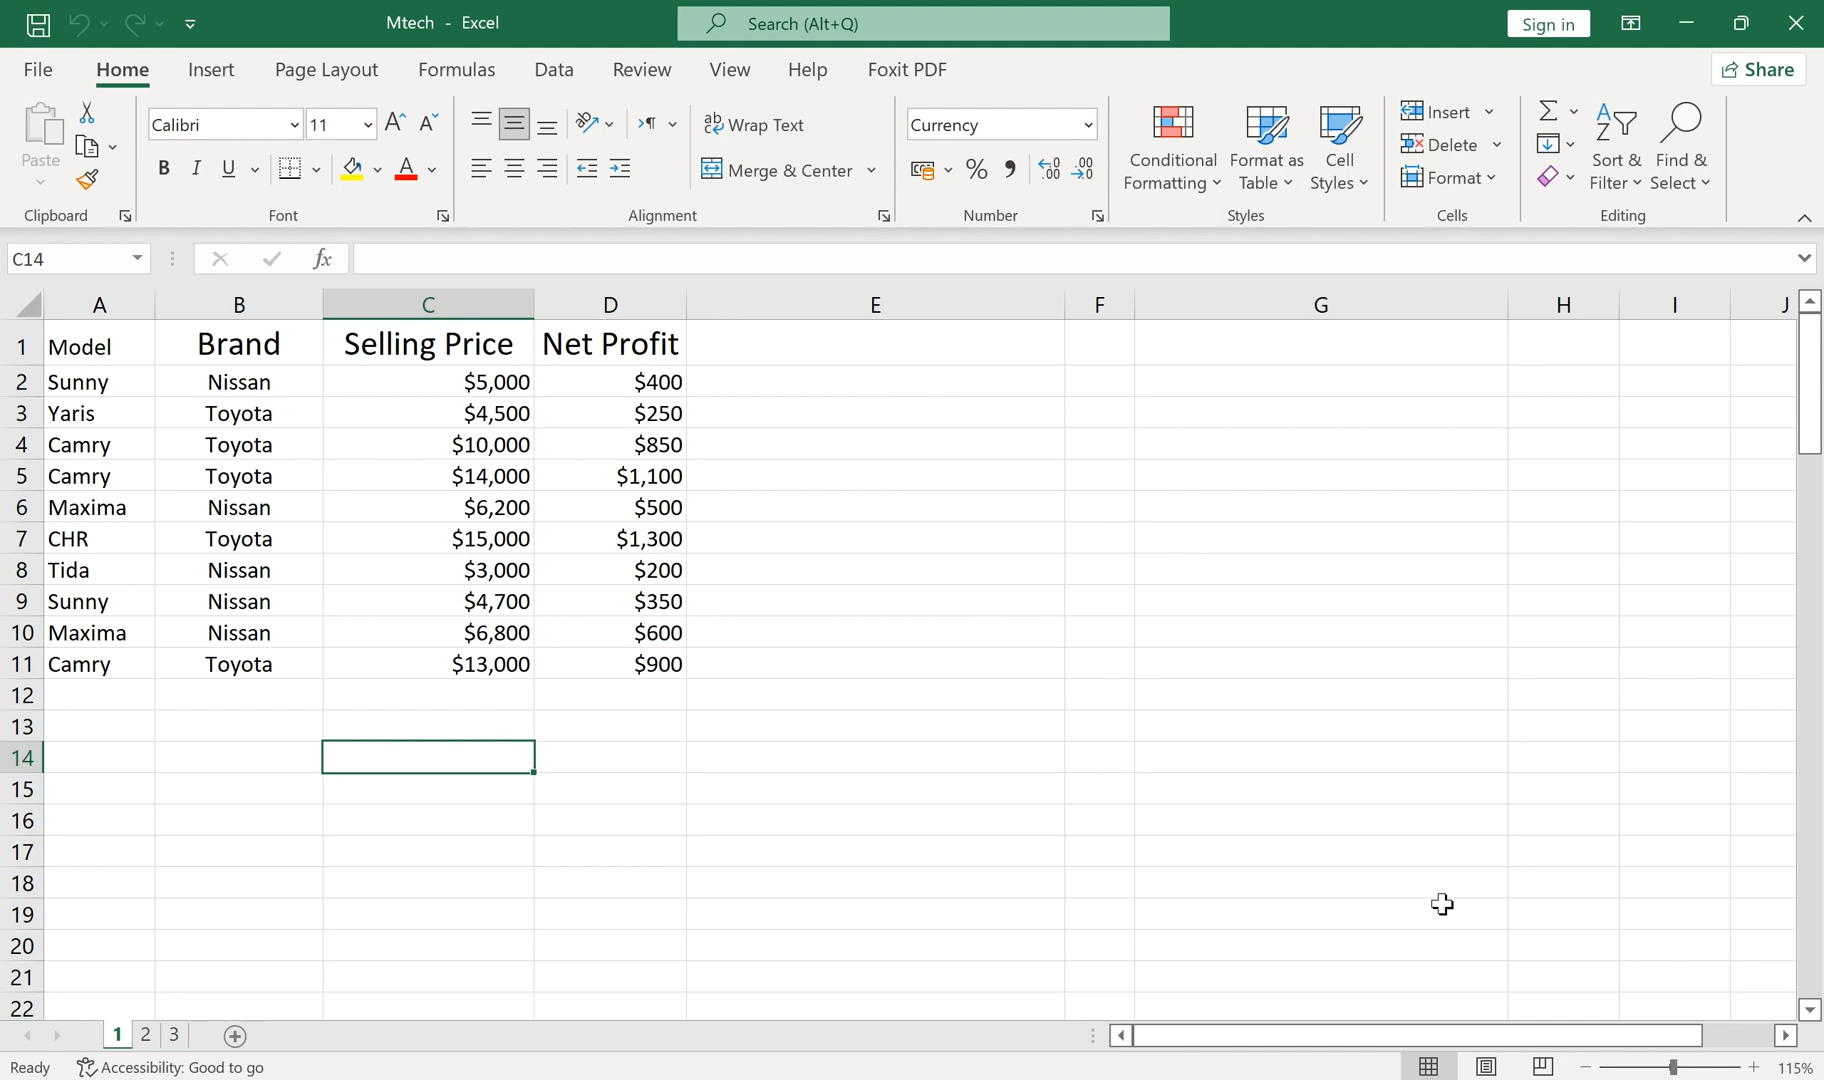 Mtech - Excel
Search (Alt+Q)
Sign in
File Home Insert Page Layout Formulas Data Review View Help Foxit PDF
Share
Paste
Calibri 11
B I U
A
Wrap Text
Merge & Center
Currency
% , .00 .00
Conditional Formatting
Format as Table
Cell Styles
Insert
Delete
Format
Sort & Filter
Find & Select
Clipboard Font Alignment Number Styles Cells Editing
C14 fx
A B C D E F G H I J
1 Model Brand Selling Price Net Profit
2 Sunny Nissan $5,000 $400
3 Yaris Toyota $4,500 $250
4 Camry Toyota $10,000 $850
5 Camry Toyota $14,000 $1,100
6 Maxima Nissan $6,200 $500
7 CHR Toyota $15,000 $1,300
8 Tida Nissan $3,000 $200
9 Sunny Nissan $4,700 $350
10 Maxima Nissan $6,800 $600
11 Camry Toyota $13,000 $900
12
13
14
15
16
17
18
19
20
21
22
1 2 3
Ready Accessibility: Good to go 115%